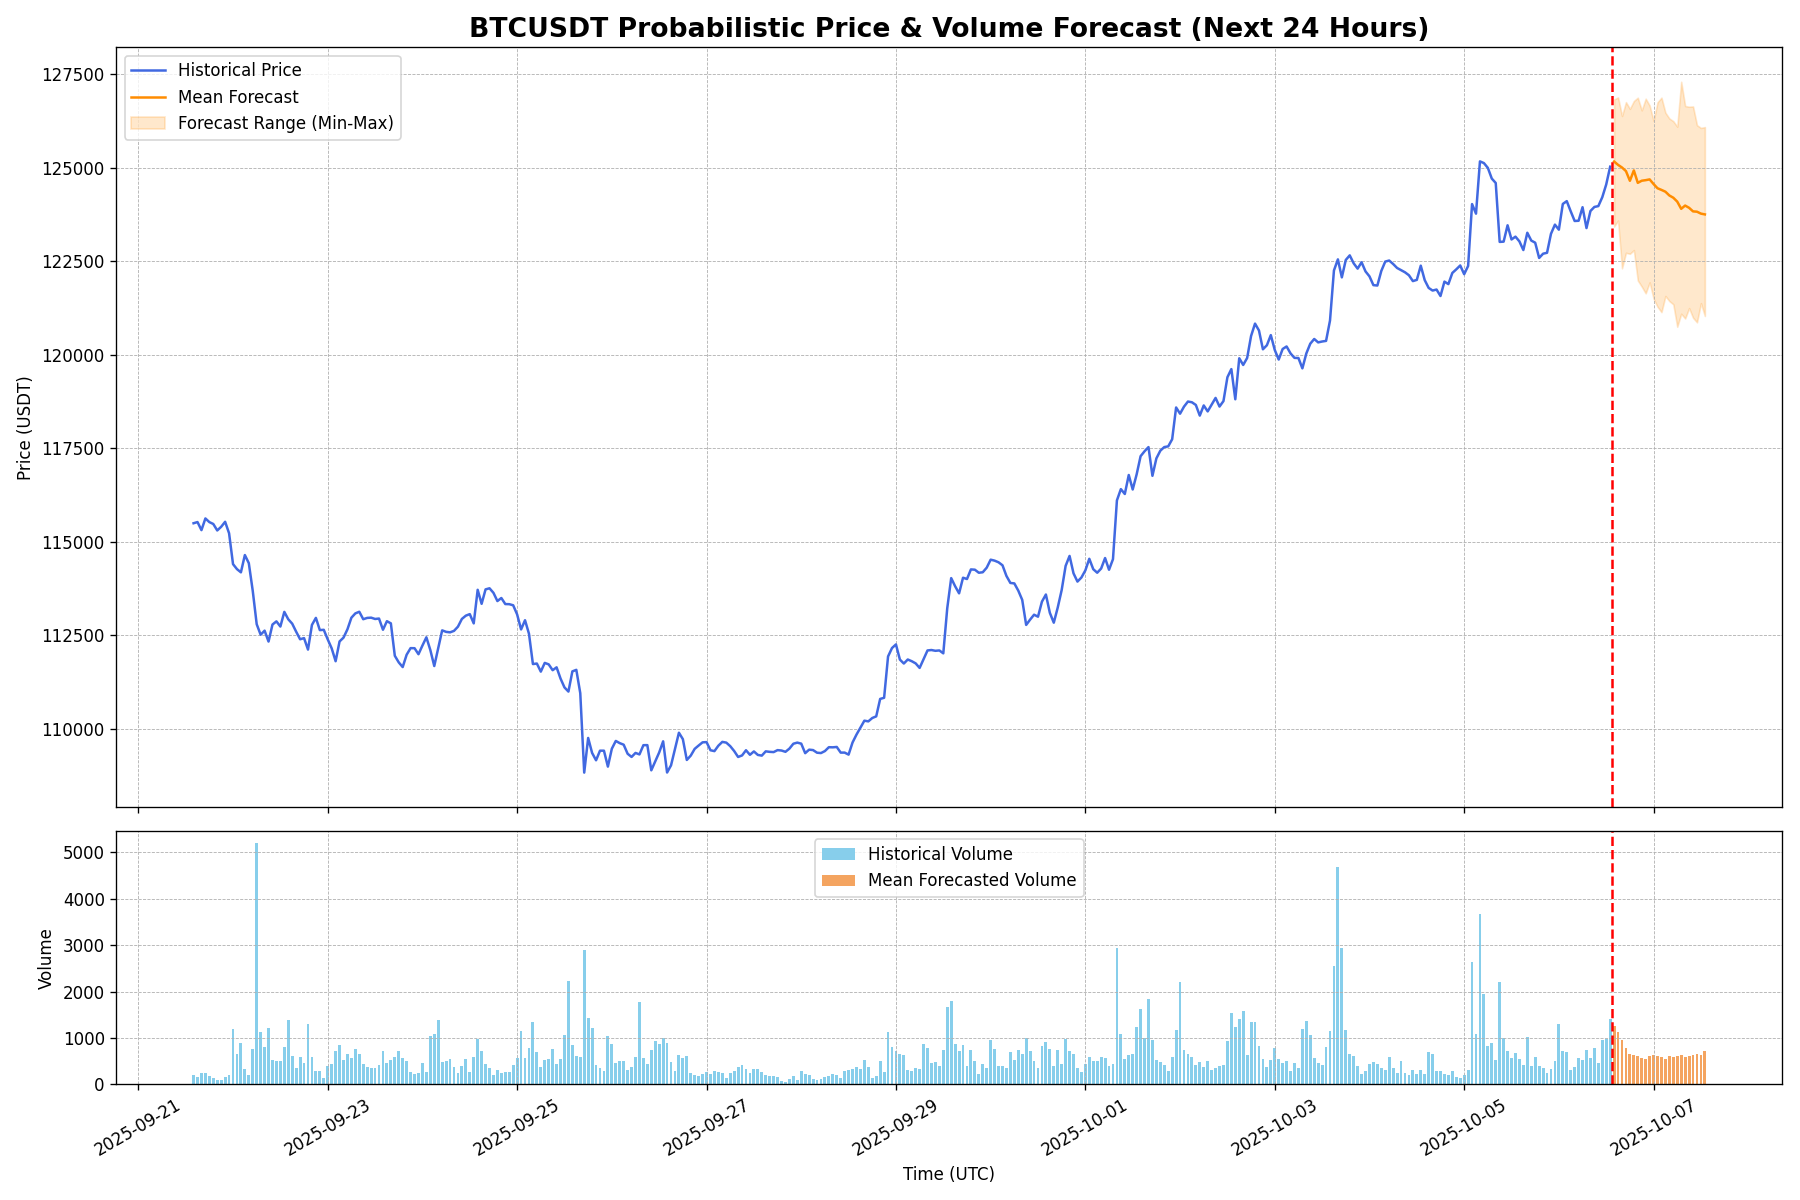 BTCUSDT Probabilistic Price & Volume Forecast (Next 24 Hours)
Historical Price
Mean Forecast
Forecast Range (Min-Max)
Price (USDT)
127500
125000
122500
120000
117500
115000
112500
110000
Historical Volume
Mean Forecasted Volume
Volume
5000
4000
3000
2000
1000
0
2025-09-21
2025-09-23
2025-09-25
2025-09-27
2025-09-29
2025-10-01
2025-10-03
2025-10-05
2025-10-07
Time (UTC)